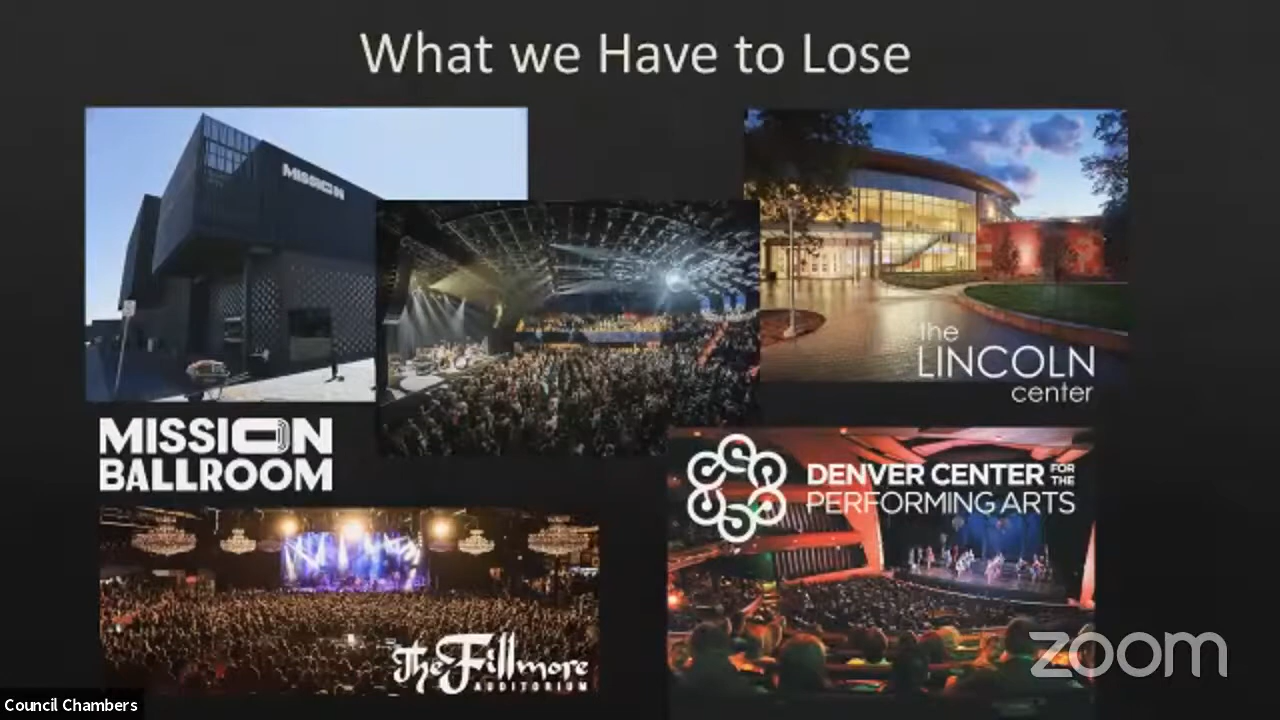 What we Have to Lose
MISSION
the
LINCOLN
center
MISSION
BALLROOM
DENVER CENTER FOR THE
PERFORMING ARTS
The Fillmore
AUDITORIUM
zoom
Council Chambers